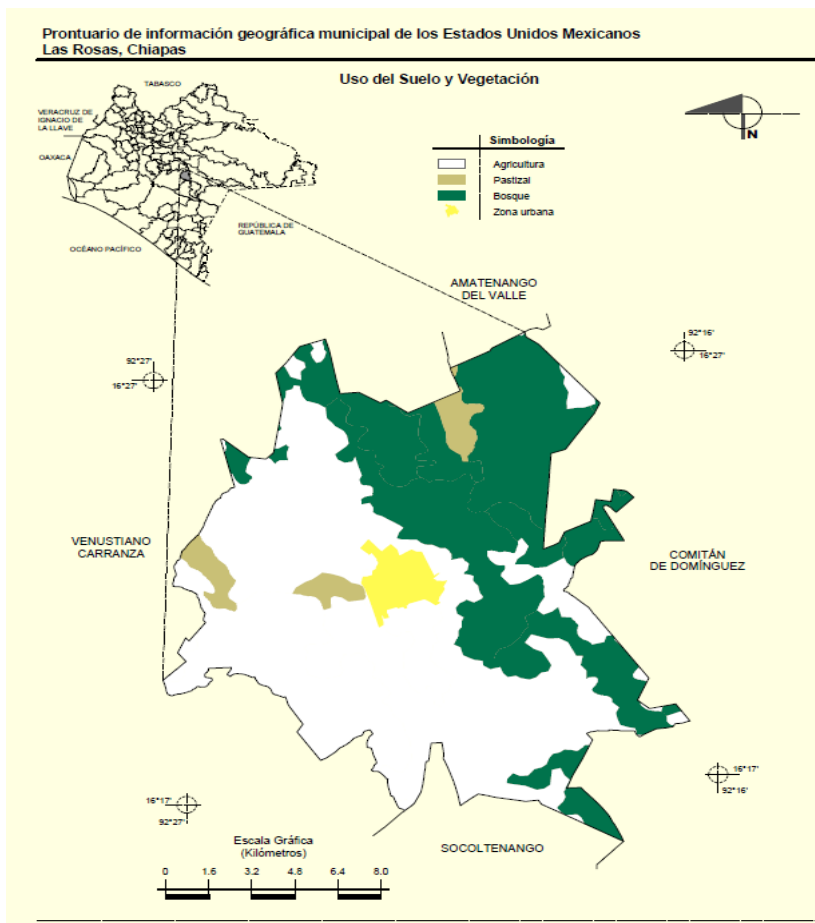 Prontuario de información geográfica municipal de los Estados Unidos Mexicanos
Las Rosas, Chiapas
Uso del Suelo y Vegetación
TABASCO
VERACRUZ DE
IGNACIO DE
LA LLAVE
OAXACA
REPÚBLICA DE
GUATEMALA
OCÉANO PACÍFICO
N
Simbología
Agricultura
Pastizal
Bosque
Zona urbana
AMATENANGO
DEL VALLE
92°27'
16°27'
92°16'
16°27'
VENUSTIANO
CARRANZA
COMITÁN
DE DOMÍNGUEZ
16°17'
92°27'
16°17'
92°16'
SOCOLTENANGO
Escala Gráfica
(Kilómetros)
0 1.6 3.2 4.8 6.4 8.0